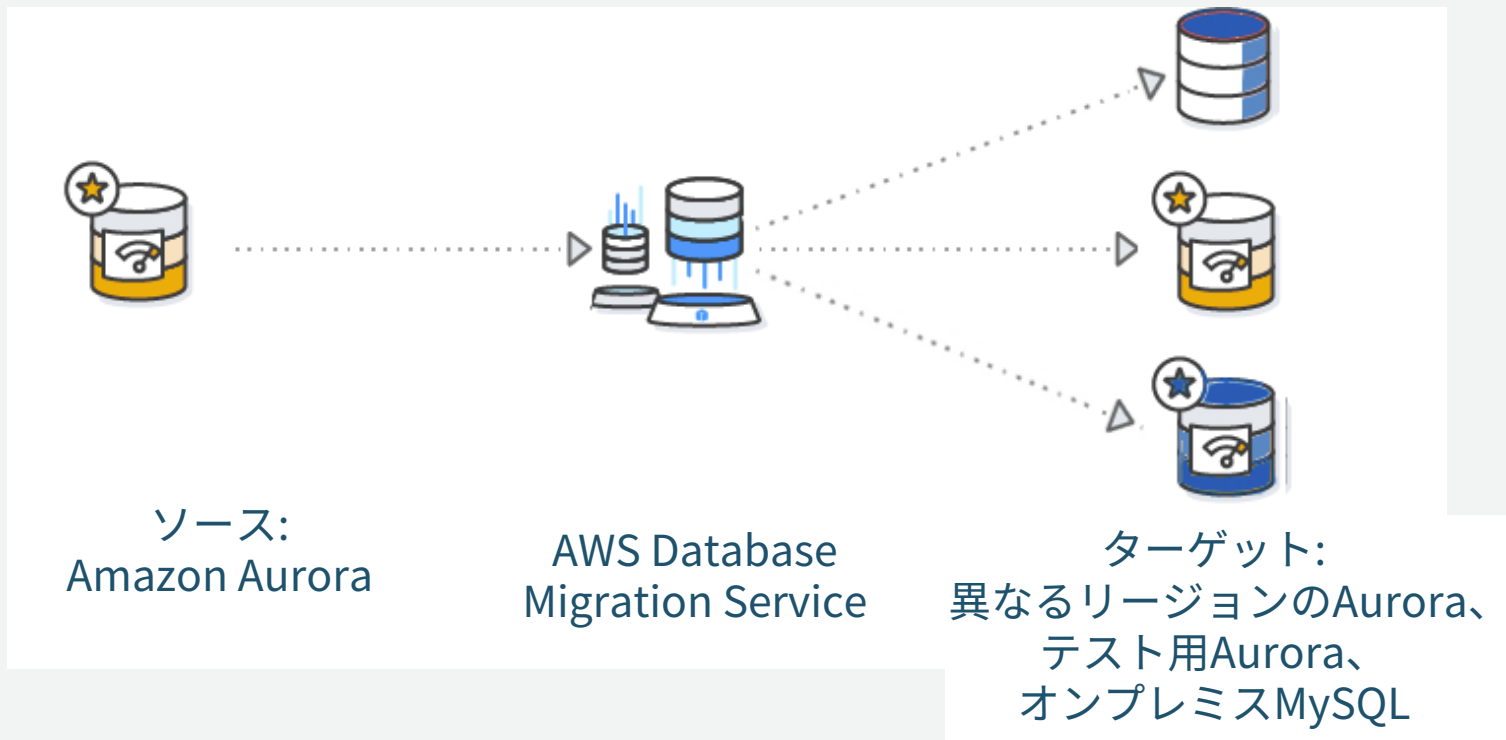 ソース:
Amazon Aurora
AWS Database
Migration Service
ターゲット:
異なるリージョンのAurora、
テスト用Aurora、
オンプレミスMySQL